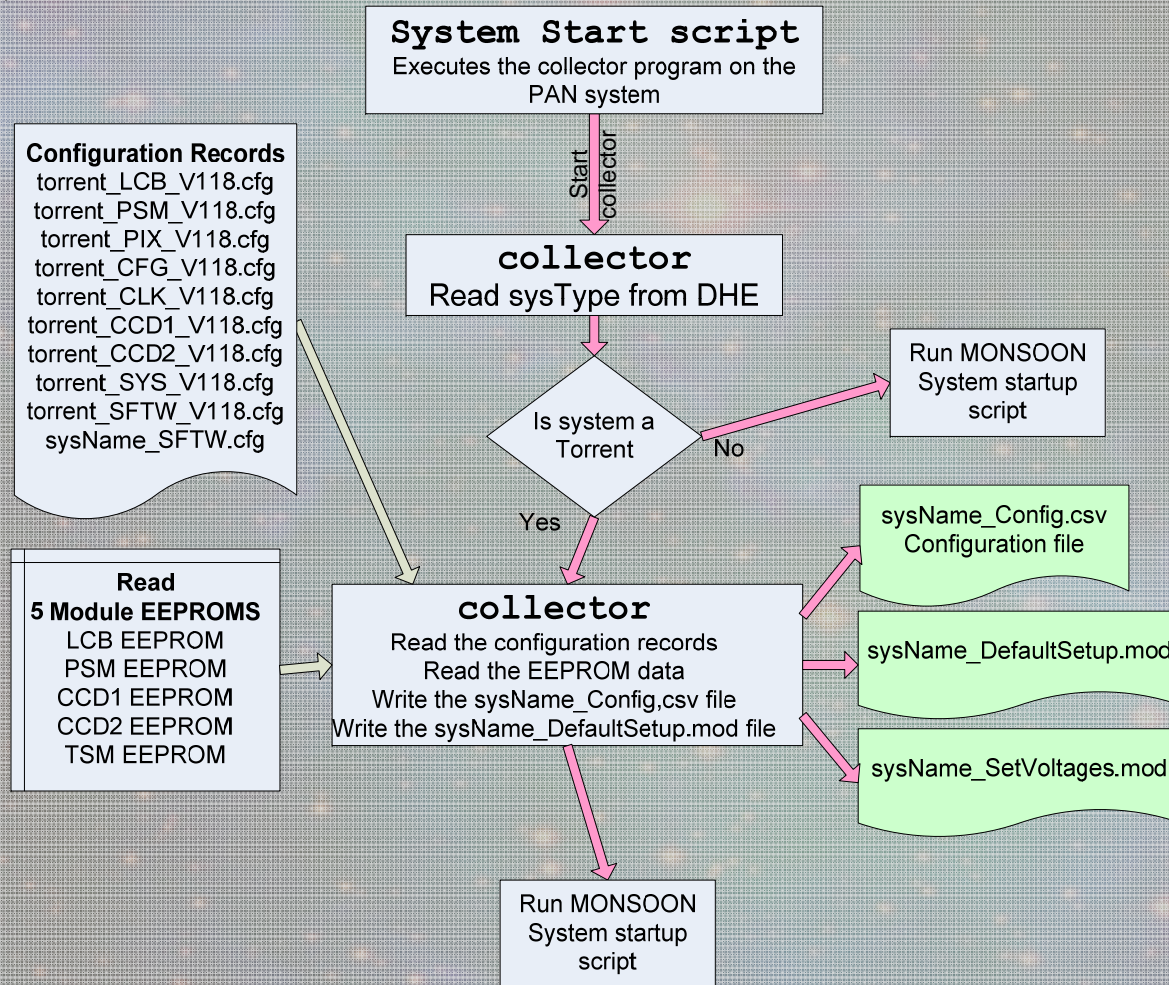 System Start script
Executes the collector program on the
PAN system
Start
collector
Configuration Records
torrent_LCB_V118.cfg
torrent_PSM_V118.cfg
torrent_PIX_V118.cfg
torrent_CFG_V118.cfg
torrent_CLK_V118.cfg
torrent_CCD1_V118.cfg
torrent_CCD2_V118.cfg
torrent_SYS_V118.cfg
torrent_SFTW_V118.cfg
sysName_SFTW.cfg
collector
Read sysType from DHE
Is system a
Torrent
No
Run MONSOON
System startup
script
Yes
Read
5 Module EEPROMS
LCB EEPROM
PSM EEPROM
CCD1 EEPROM
CCD2 EEPROM
TSM EEPROM
collector
Read the configuration records
Read the EEPROM data
Write the sysName_Config,csv file
Write the sysName_DefaultSetup.mod file
sysName_Config.csv
Configuration file
sysName_DefaultSetup.mod
sysName_SetVoltages.mod
Run MONSOON
System startup
script